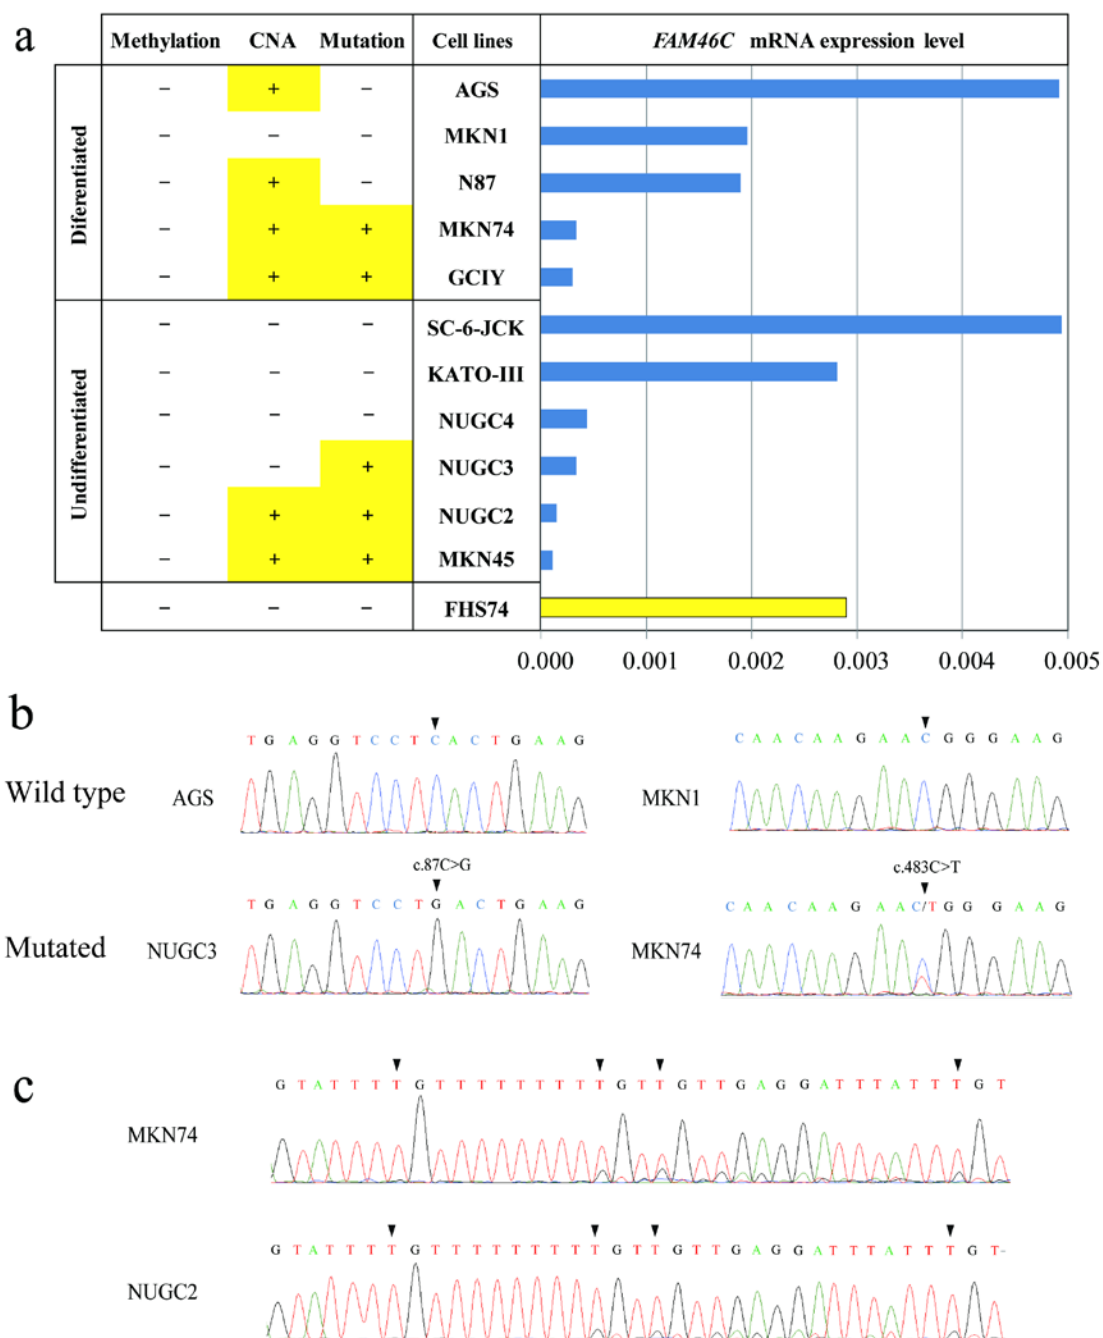 a
Methylation CNA Mutation Cell lines FAM46C mRNA expression level
Diferentiated
− + − AGS
− − − MKN1
− + − N87
− + + MKN74
− + + GCIY
Undifferentiated
− − − SC-6-JCK
− − − KATO-III
− − − NUGC4
− − + NUGC3
− + + NUGC2
− + + MKN45
− − − FHS74
0.000 0.001 0.002 0.003 0.004 0.005
b
T G A G G T C C T C A C T G A A G
C A A C A A G A A C G G G A A G
Wild type AGS MKN1
c.87C>G c.483C>T
T G A G G T C C T G A C T G A A G
C A A C A A G A A C/T G G G A A G
Mutated NUGC3 MKN74
c
G T A T T T T G T T T T T T T T T G T T G T T G A G G A T T T A T T T G T
MKN74
G T A T T T T G T T T T T T T T T G T T G T T G A G G A T T T A T T T G T-
NUGC2